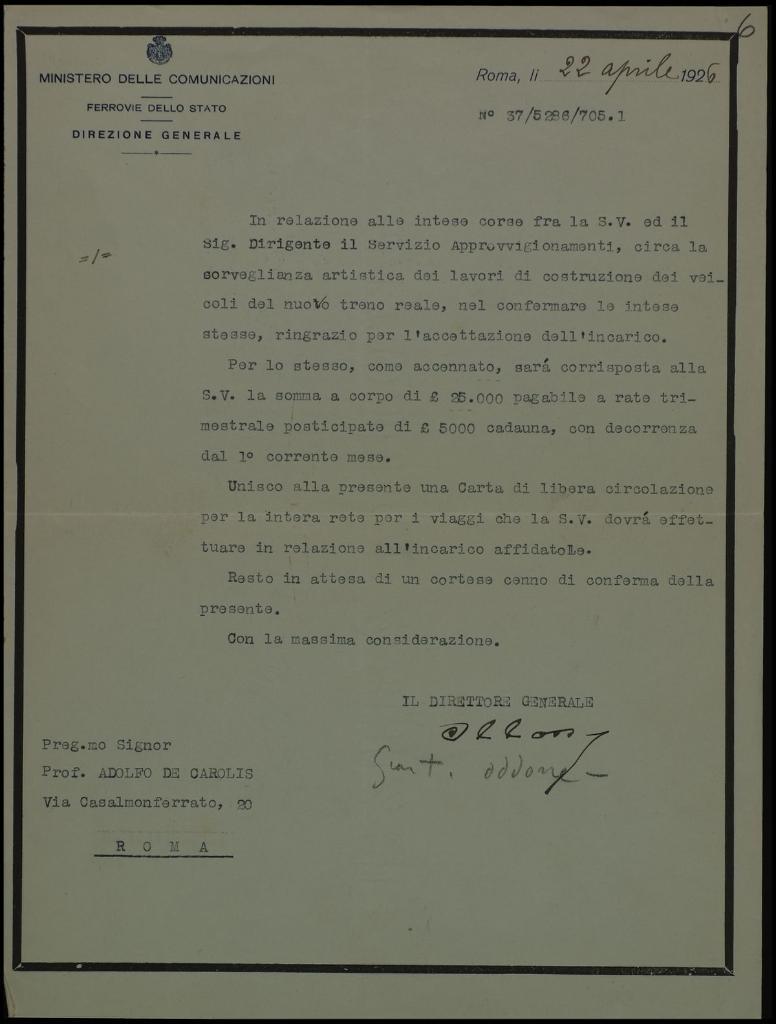 6
MINISTERO DELLE COMUNICAZIONI
FERROVIE DELLO STATO
DIREZIONE GENERALE
Roma, li 22 aprile 1926
N° 37/5286/705.1
=/=
In relazione alle intese corse fra la S.V. ed il
Sig. Dirigente il Servizio Approvvigionamenti, circa la
sorveglianza artistica dei lavori di costruzione dei vei-
coli del nuovo treno reale, nel confermare le intese
stesse, ringrazio per l'accettazione dell'incarico.
Per lo stesso, come accennato, sará corrisposta alla
S.V. la somma a corpo di £ 25.000 pagabile a rate tri-
mestrale posticipate di £ 5000 cadauna, con decorrenza
dal 1° corrente mese.
Unisco alla presente una Carta di libera circolazione
per la intera rete per i viaggi che la S.V. dovrá effet-
tuare in relazione all'incarico affidatoLe.
Resto in attesa di un cortese cenno di conferma della
presente.
Con la massima considerazione.
IL DIRETTORE GENERALE
oddone
Preg.mo Signor
Prof. ADOLFO DE CAROLIS
Via Casalmonferrato, 20
R O M A